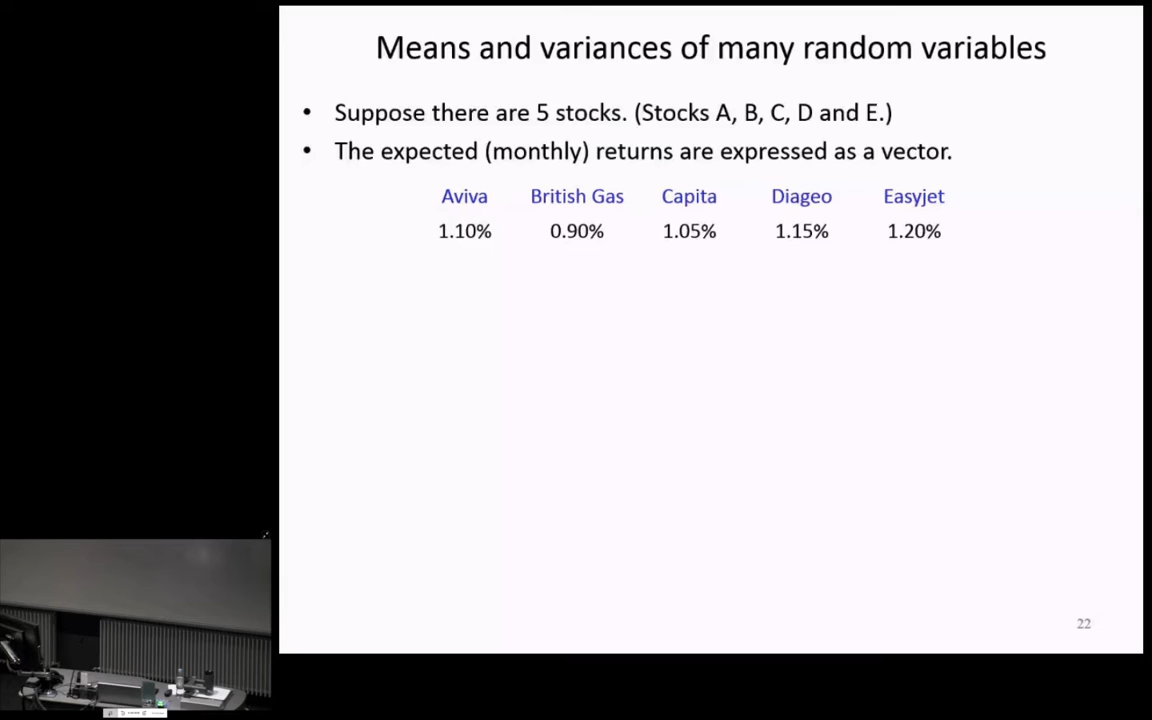 Means and variances of many random variables
• Suppose there are 5 stocks. (Stocks A, B, C, D and E.)
• The expected (monthly) returns are expressed as a vector.
Aviva British Gas Capita Diageo Easyjet
1.10% 0.90% 1.05% 1.15% 1.20%
22